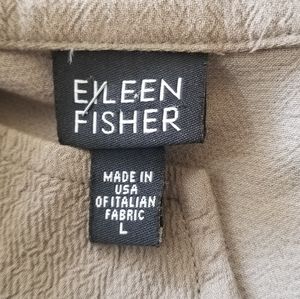 EILEEN
FISHER
MADE IN
USA
OF ITALIAN
FABRIC
L